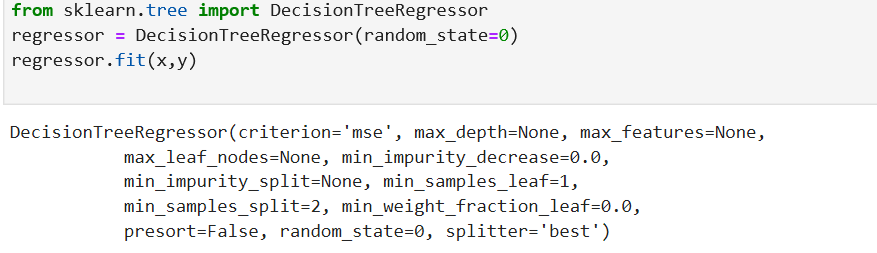 from sklearn.tree import DecisionTreeRegressor
regressor = DecisionTreeRegressor(random_state=0)
regressor.fit(x,y)
DecisionTreeRegressor(criterion='mse', max_depth=None, max_features=None,
max_leaf_nodes=None, min_impurity_decrease=0.0,
min_impurity_split=None, min_samples_leaf=1,
min_samples_split=2, min_weight_fraction_leaf=0.0,
presort=False, random_state=0, splitter='best')